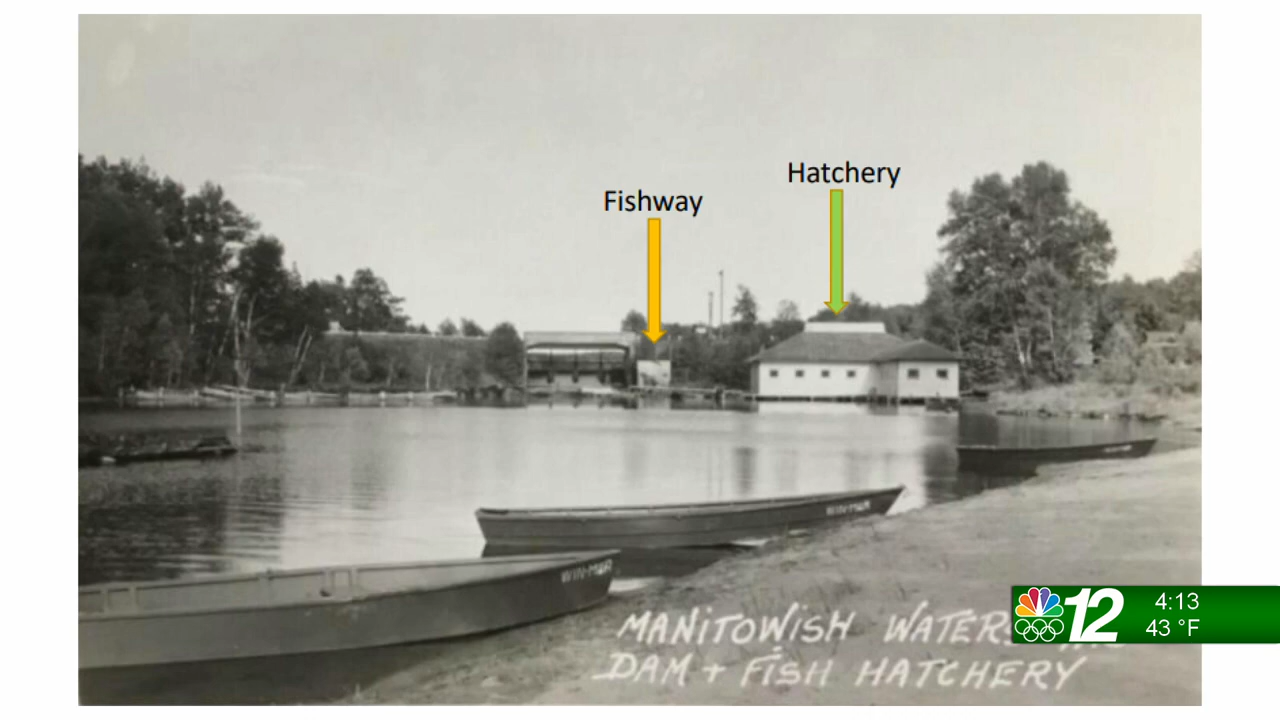 Hatchery
Fishway
WIN-MAR
WIN-MAR
MANITOWISH WATERS
DAM + FISH HATCHERY
12
4:13
43 °F